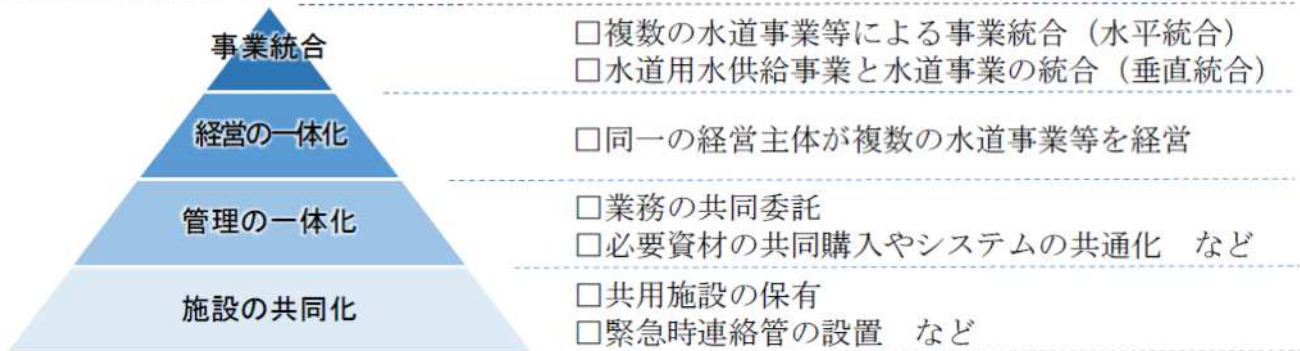 事業統合
□複数の水道事業等による事業統合（水平統合）
□水道用水供給事業と水道事業の統合（垂直統合）
経営の一体化
□同一の経営主体が複数の水道事業等を経営
管理の一体化
□業務の共同委託
□必要資材の共同購入やシステムの共通化　など
施設の共同化
□共用施設の保有
□緊急時連絡管の設置　など